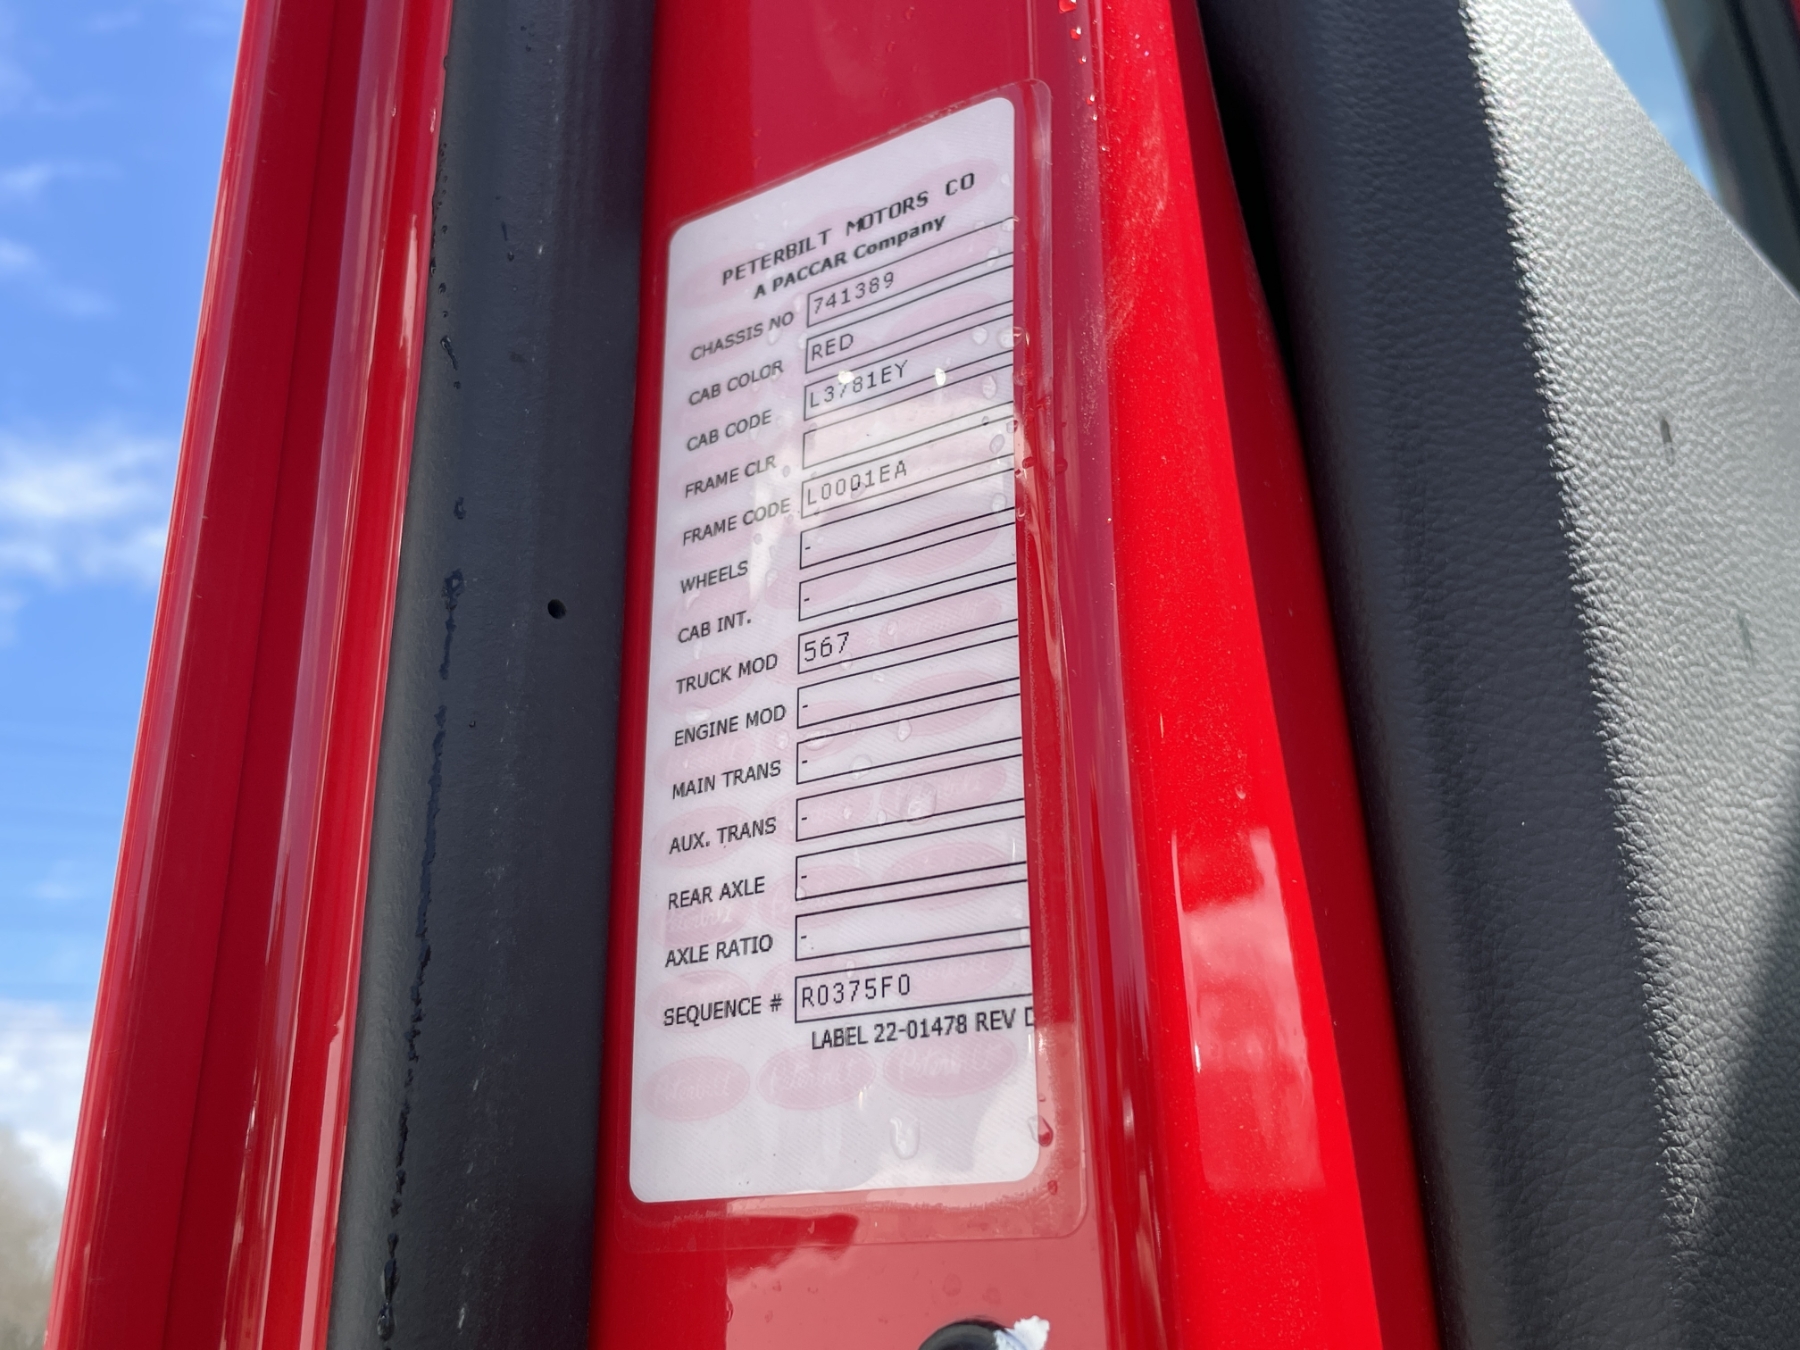 PETERBILT MOTORS CO
A PACCAR Company
CHASSIS NO 741389
CAB COLOR RED
CAB CODE L3781EY
FRAME CLR
FRAME CODE L0001EA
WHEELS -
CAB INT. -
TRUCK MOD 567
ENGINE MOD -
MAIN TRANS -
AUX. TRANS -
REAR AXLE -
AXLE RATIO -
SEQUENCE # R0375F0
LABEL 22-01478 REV D